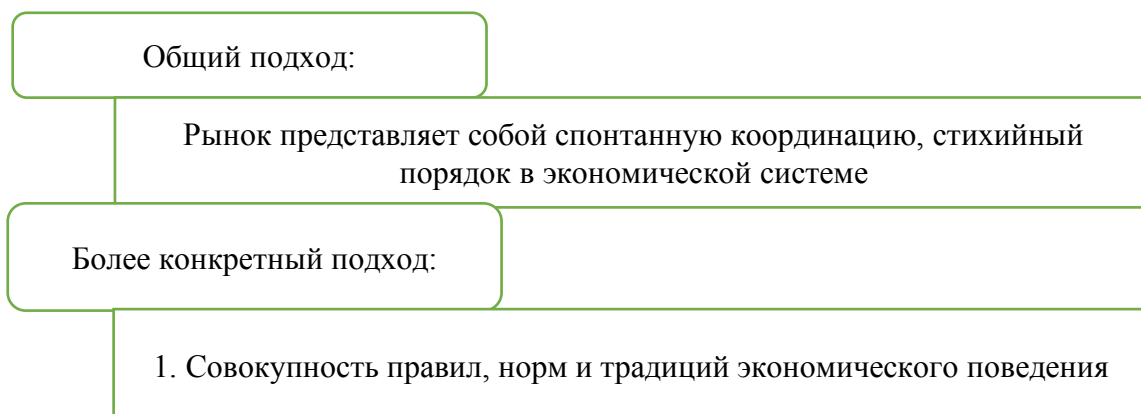 Общий подход:
Рынок представляет собой спонтанную координацию, стихийный
порядок в экономической системе
Более конкретный подход:
1. Совокупность правил, норм и традиций экономического поведения